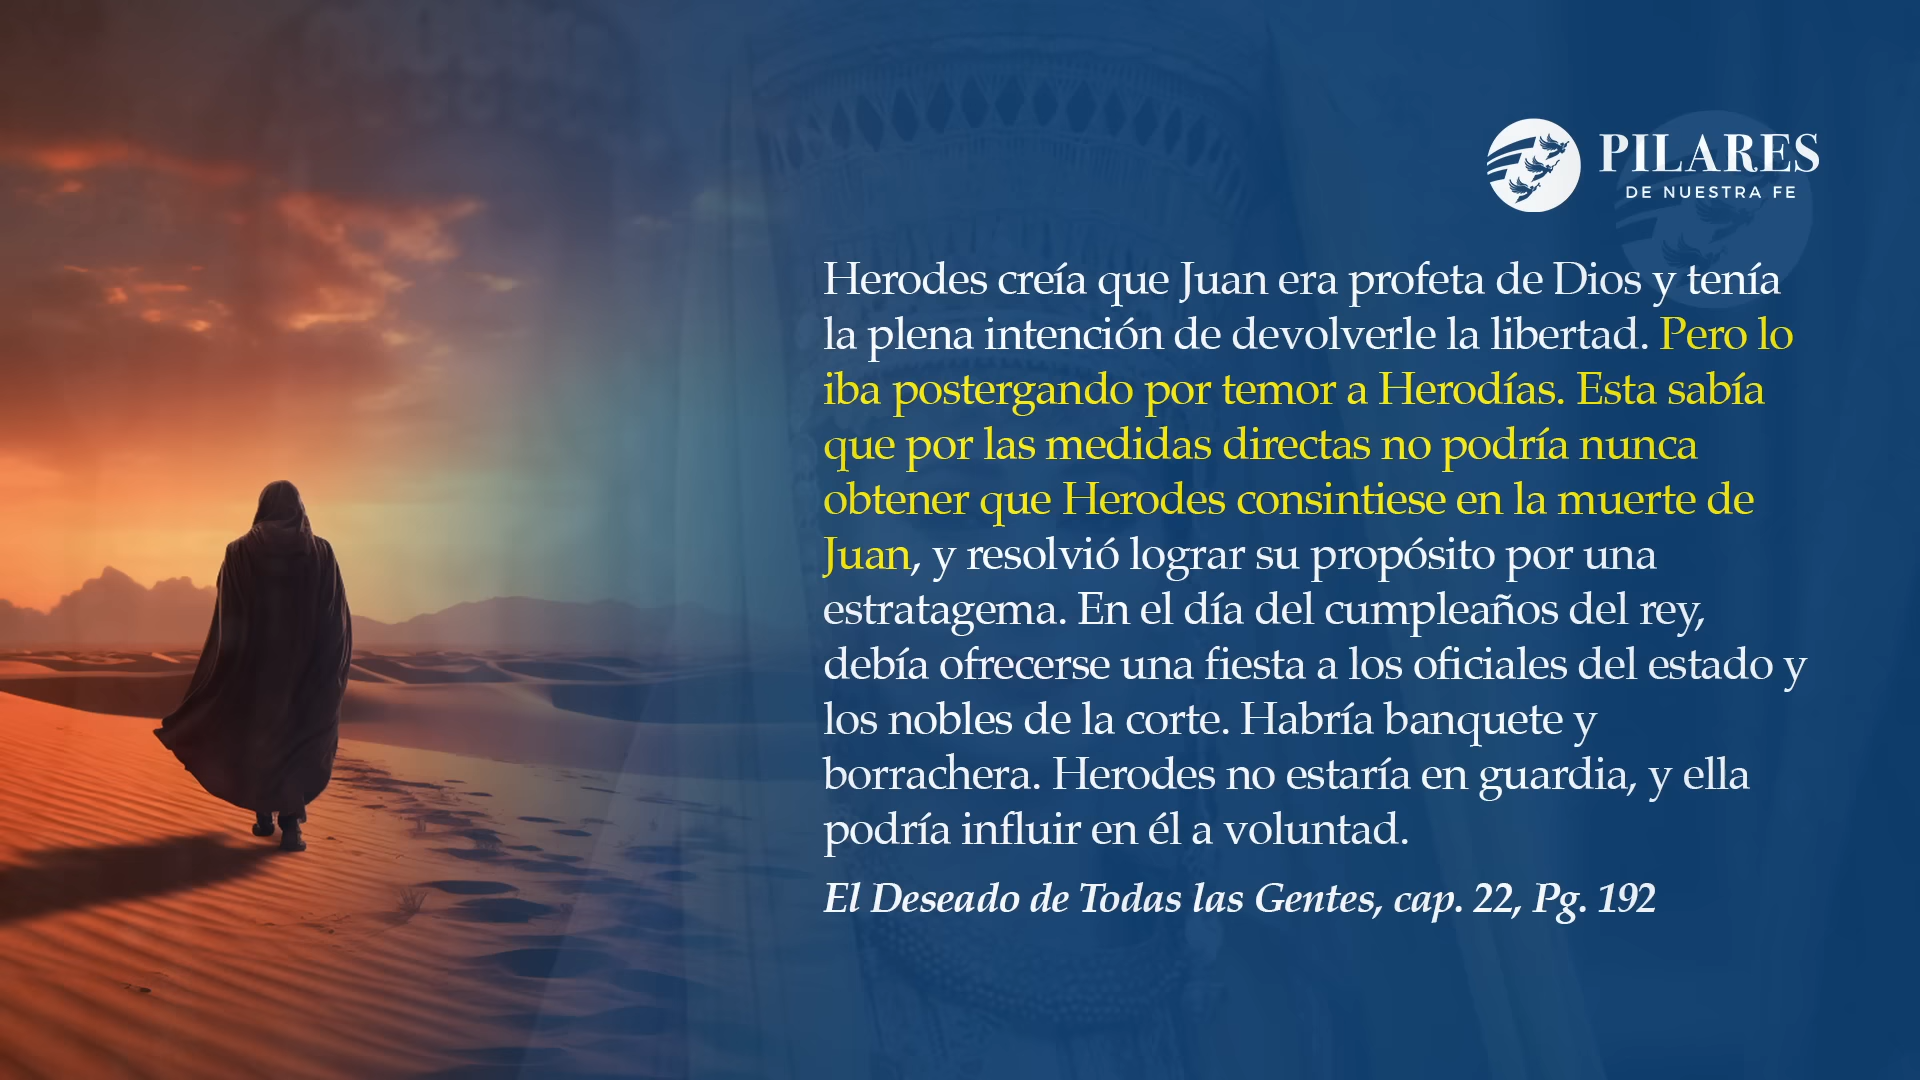 PILARES
DE NUESTRA FE
Herodes creía que Juan era profeta de Dios y tenía
la plena intención de devolverle la libertad. Pero lo
iba postergando por temor a Herodías. Esta sabía
que por las medidas directas no podría nunca
obtener que Herodes consintiese en la muerte de
Juan, y resolvió lograr su propósito por una
estratagema. En el día del cumpleaños del rey,
debía ofrecerse una fiesta a los oficiales del estado y
los nobles de la corte. Habría banquete y
borrachera. Herodes no estaría en guardia, y ella
podría influir en él a voluntad.
El Deseado de Todas las Gentes, cap. 22, Pg. 192